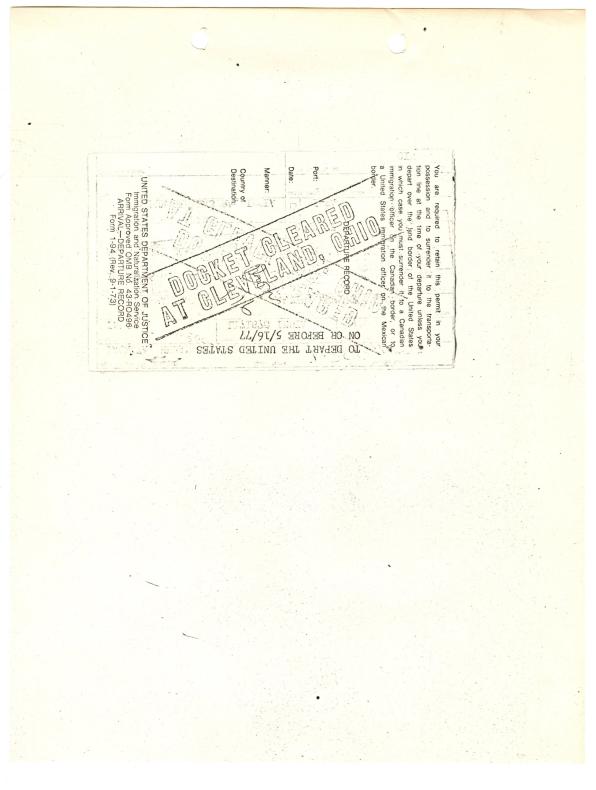 You are required to retain this permit in your
possession and to surrender it to the transporta-
tion line at the time of your departure unless you
depart over the land border of the United States
in which case you must surrender it to a Canadian
immigration officer on the Canadian border, or to
a United States immigration officer on the Mexican
border.
DEPARTURE RECORD
Port:
Date:
Manner:
Country of
Destination:
DOCKET CLEARED
AT CLEVELAND, OHIO
TO DEPART THE UNITED STATES
ON OR BEFORE 5/16/77
UNITED STATES DEPARTMENT OF JUSTICE
Immigration and Naturalization Service
Form Approved OMB No. 43-R0496
ARRIVAL—DEPARTURE RECORD
Form I-94 (Rev. 9-1-73)